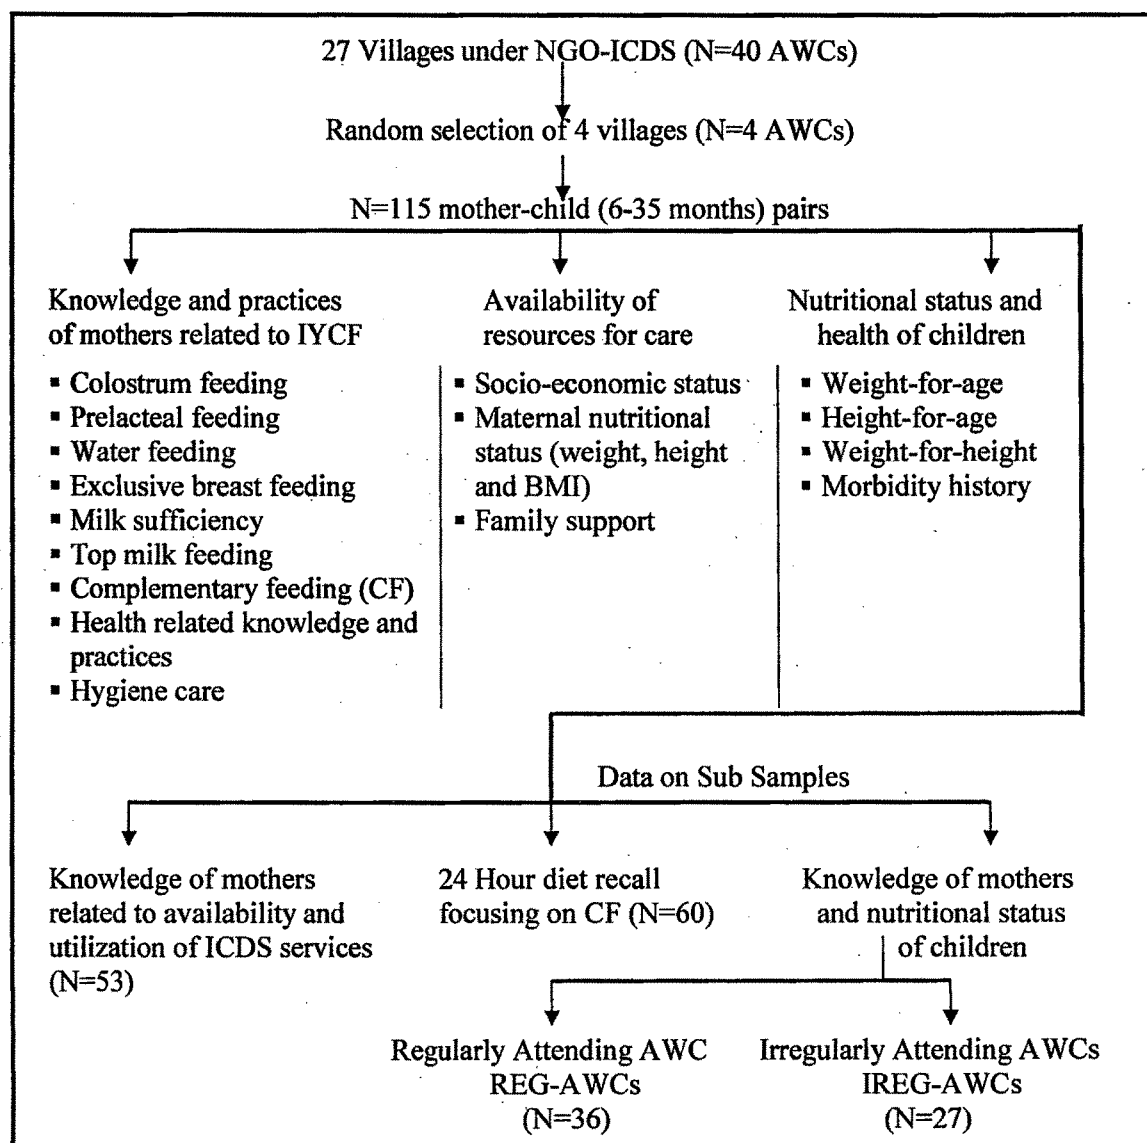 27 Villages under NGO-ICDS (N=40 AWCs)
Random selection of 4 villages (N=4 AWCs)
N=115 mother-child (6-35 months) pairs
Knowledge and practices
of mothers related to IYCF
▪ Colostrum feeding
▪ Prelacteal feeding
▪ Water feeding
▪ Exclusive breast feeding
▪ Milk sufficiency
▪ Top milk feeding
▪ Complementary feeding (CF)
▪ Health related knowledge and
practices
▪ Hygiene care
Availability of
resources for care
▪ Socio-economic status
▪ Maternal nutritional
status (weight, height
and BMI)
▪ Family support
Nutritional status and
health of children
▪ Weight-for-age
▪ Height-for-age
▪ Weight-for-height
▪ Morbidity history
Data on Sub Samples
Knowledge of mothers
related to availability and
utilization of ICDS services
(N=53)
24 Hour diet recall
focusing on CF (N=60)
Knowledge of mothers
and nutritional status
of children
Regularly Attending AWC
REG-AWCs
(N=36)
Irregularly Attending AWCs
IREG-AWCs
(N=27)